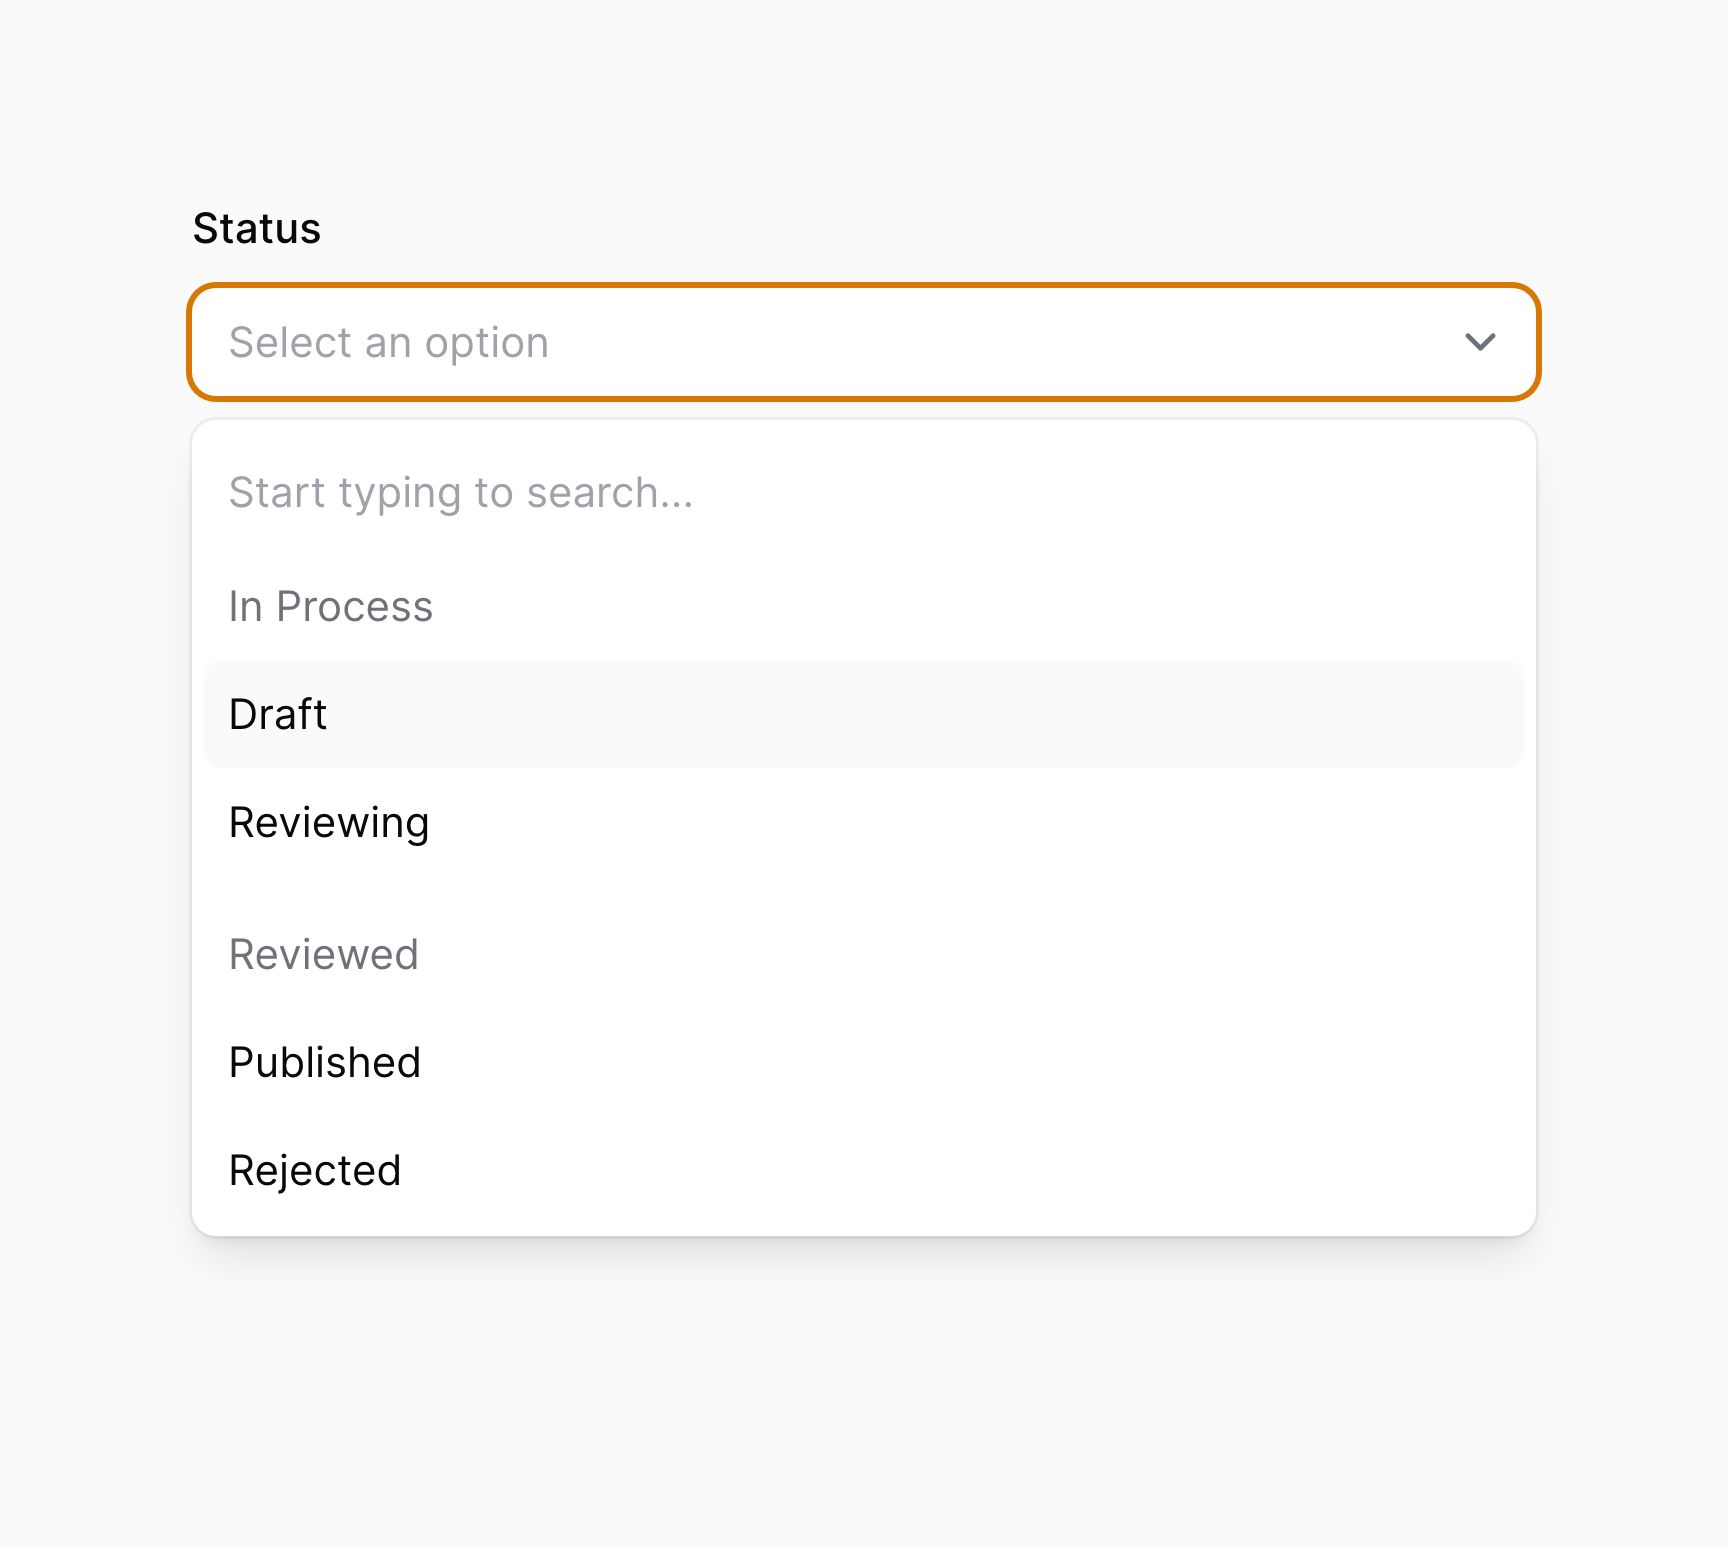 Status
Select an option
Start typing to search...
In Process
Draft
Reviewing
Reviewed
Published
Rejected